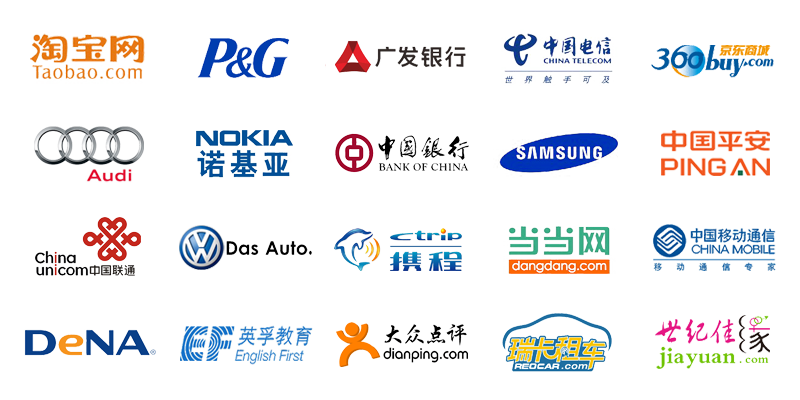 淘宝网
Taobao.com
P&G
广发银行
中国电信
CHINA TELECOM
世界触手可及
京东商城
360buy.com
Audi
NOKIA
诺基亚
中國銀行
BANK OF CHINA
SAMSUNG
中国平安
PING AN
China
unicom中国联通
Das Auto.
Ctrip
携程
当当网
dangdang.com
中国移动通信
CHINA MOBILE
移动通信专家
DeNA
EF
英孚教育
English First
大众点评
dianping.com
瑞卡租车
REOCAR.com
世纪佳缘
jiayuan.com